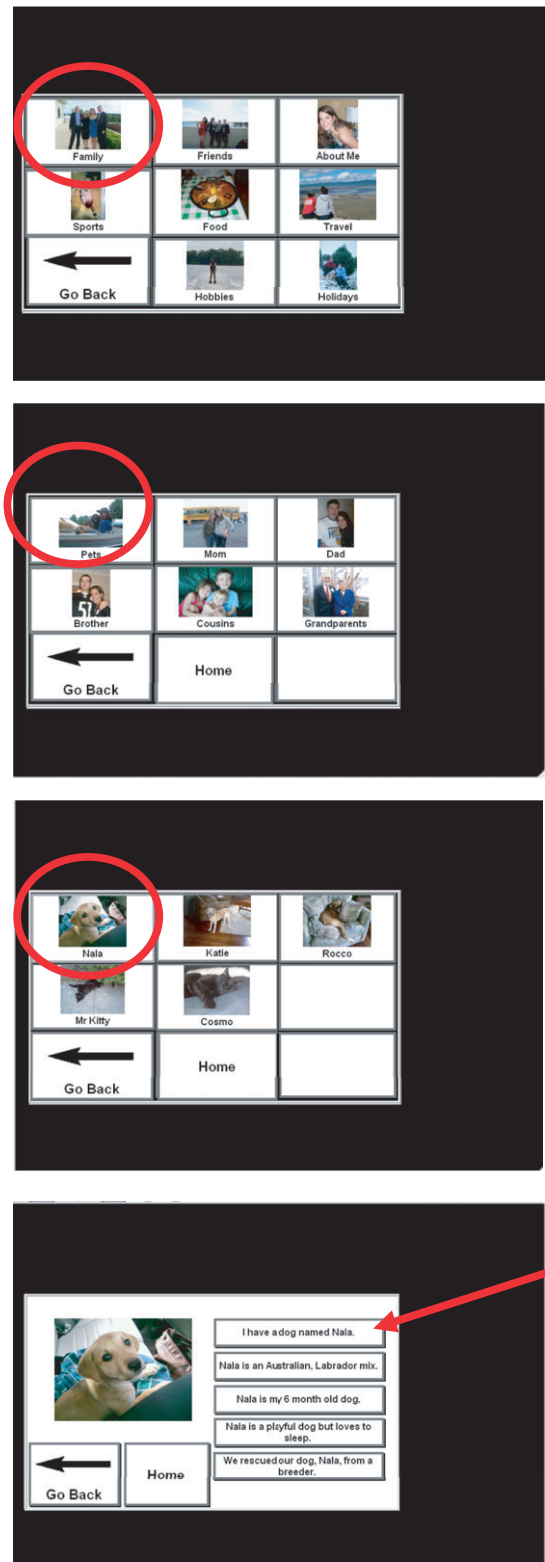 Family Friends About Me
Sports Food Travel
Go Back Hobbies Holidays
Pets Mom Dad
Brother Cousins Grandparents
Go Back Home
Nala Katie Rocco
Mr Kitty Cosmo
Go Back Home
I have a dog named Nala.
Nala is an Australian, Labrador mix.
Nala is my 6 month old dog.
Nala is a playful dog but loves to
sleep.
We rescued our dog, Nala, from a
breeder.
Go Back Home